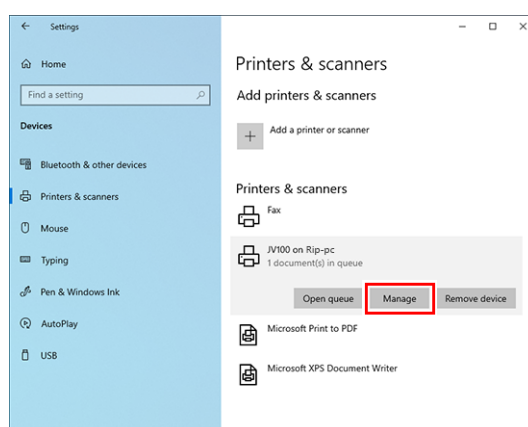 Settings
Home
Find a setting
Devices
Bluetooth & other devices
Printers & scanners
Mouse
Typing
Pen & Windows Ink
AutoPlay
USB
Printers & scanners
Add printers & scanners
Add a printer or scanner
Printers & scanners
Fax
JV100 on Rip-pc
1 document(s) in queue
Open queue Manage Remove device
Microsoft Print to PDF
Microsoft XPS Document Writer